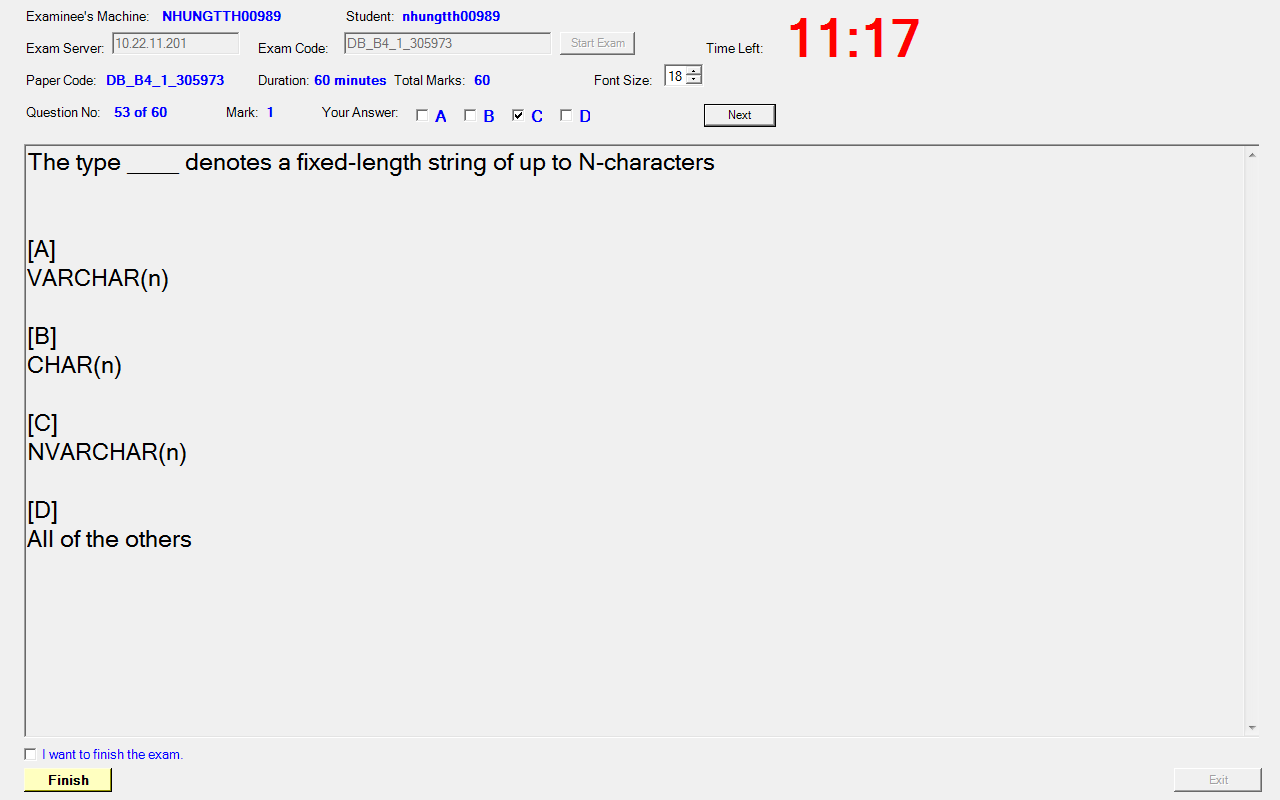 Examinee's Machine: NHUNGTTH00989 Student: nhungtth00989
Exam Server: 10.22.11.201 Exam Code: DB_B4_1_305973 Start Exam Time Left: 11:17
Paper Code: DB_B4_1_305973 Duration: 60 minutes Total Marks: 60 Font Size: 18
Question No: 53 of 60 Mark: 1 Your Answer: A B C D Next
The type ____ denotes a fixed-length string of up to N-characters
[A]
VARCHAR(n)
[B]
CHAR(n)
[C]
NVARCHAR(n)
[D]
All of the others
I want to finish the exam.
Finish Exit